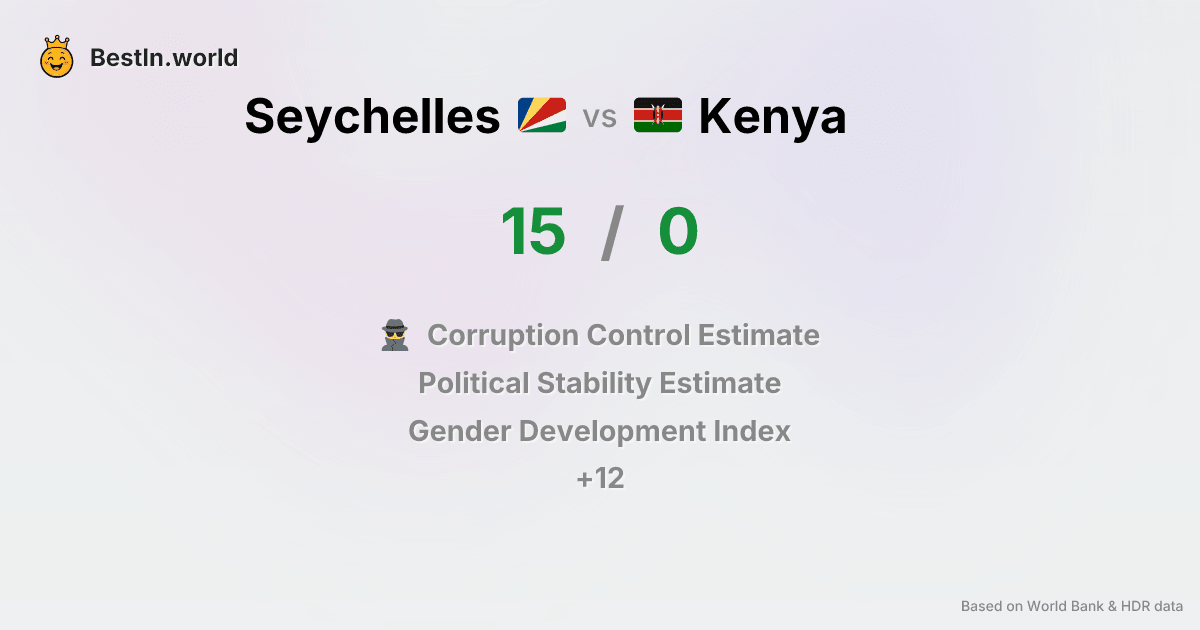 BestIn.world
Seychelles vs Kenya
15 / 0
Corruption Control Estimate
Political Stability Estimate
Gender Development Index
+12
Based on World Bank & HDR data